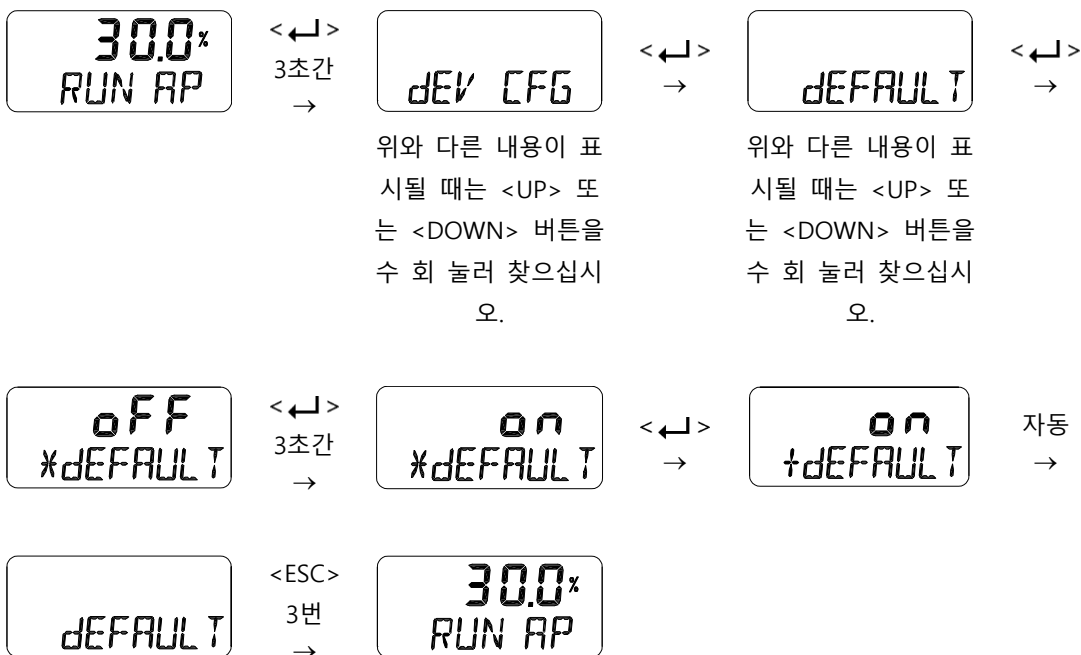 30.0%
RUN AP
<↵>
3초간
→
dEV CFG
<↵>
→
dEFAULT
<↵>
→
위와 다른 내용이 표
시될 때는 <UP> 또
는 <DOWN> 버튼을
수 회 눌러 찾으십시
오.
위와 다른 내용이 표
시될 때는 <UP> 또
는 <DOWN> 버튼을
수 회 눌러 찾으십시
오.
oFF
*dEFAULT
<↵>
3초간
→
on
*dEFAULT
<↵>
→
on
+dEFAULT
자동
→
dEFAULT
<ESC>
3번
→
30.0%
RUN AP